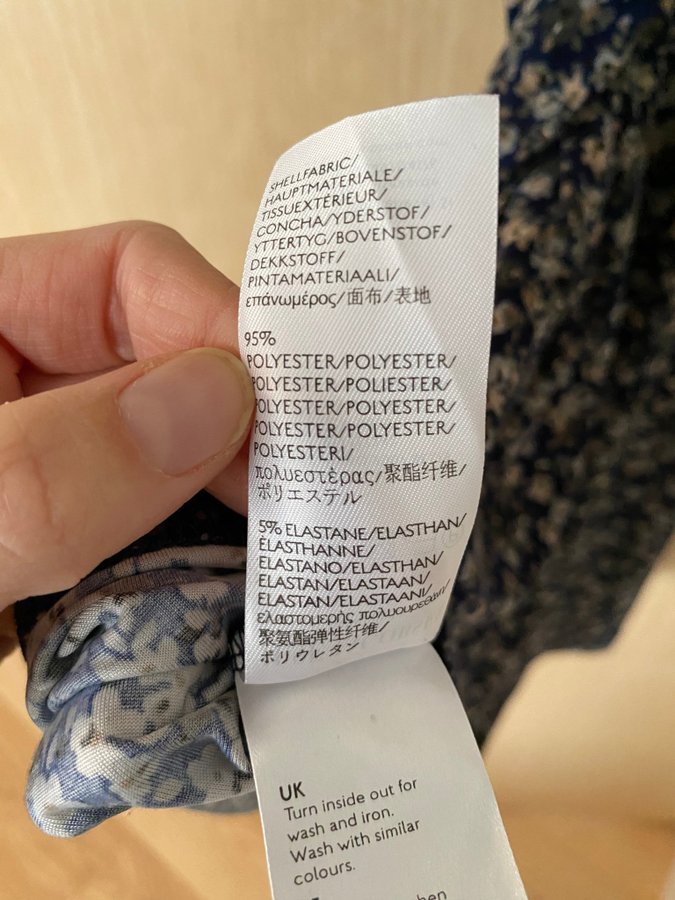 SHELLFABRIC/
HAUPTMATERIALE/
TISSUEXTÉRIEUR/
CONCHA/YDERSTOF/
YTTERTYG/BOVENSTOF/
DEKKSTOFF/
PINTAMATERIAALI/
επάνωμέρος/面布/表地
95%
POLYESTER/POLYESTER/
POLYESTER/POLIESTER/
POLYESTER/POLYESTER/
POLYESTER/POLYESTER/
POLYESTERI/
πολυεστέρας/聚酯纤维/
ポリエステル
5% ELASTANE/ELASTHAN/
ÉLASTHANNE/
ELASTANO/ELASTHAN/
ELASTAN/ELASTAAN/
ELASTAN/ELASTAANI/
ελαστομερής πολυουρεθάνη/
聚氨酯弹性纤维/
ポリウレタン
UK
Turn inside out for
wash and iron.
Wash with similar
colours.